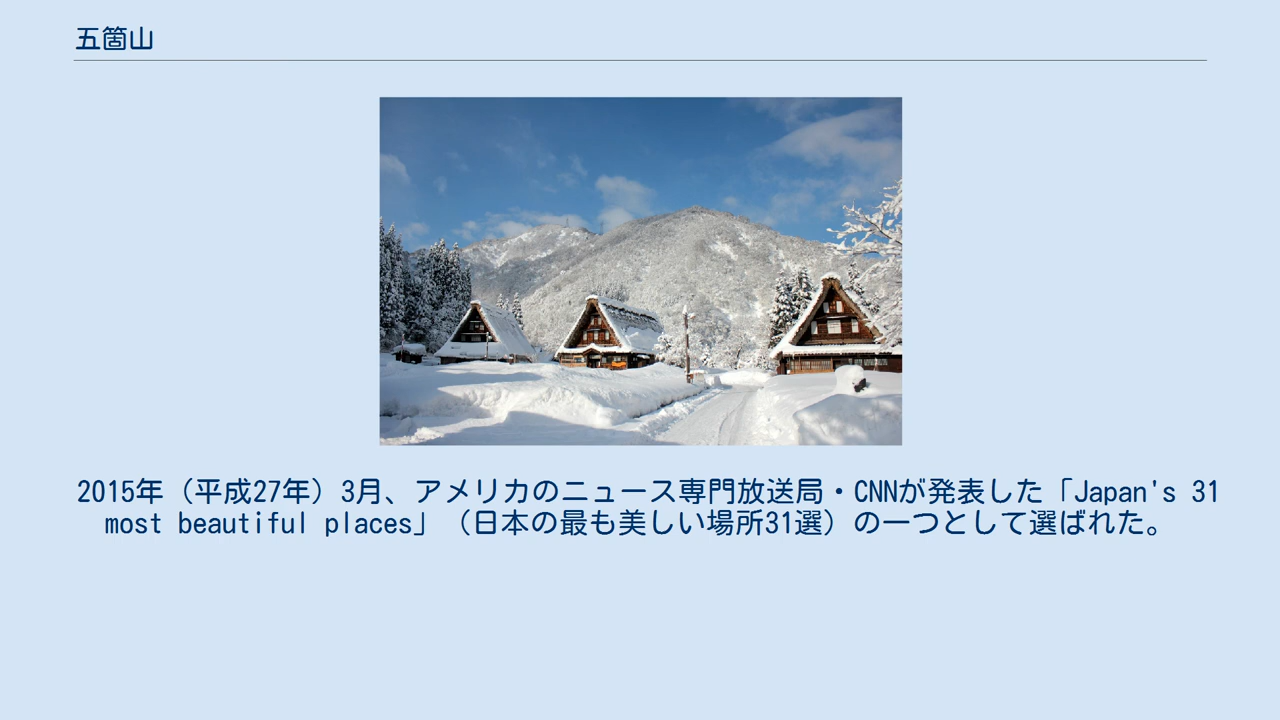 五箇山
2015年（平成27年）3月、アメリカのニュース専門放送局・CNNが発表した「Japan's 31
most beautiful places」（日本の最も美しい場所31選）の一つとして選ばれた。